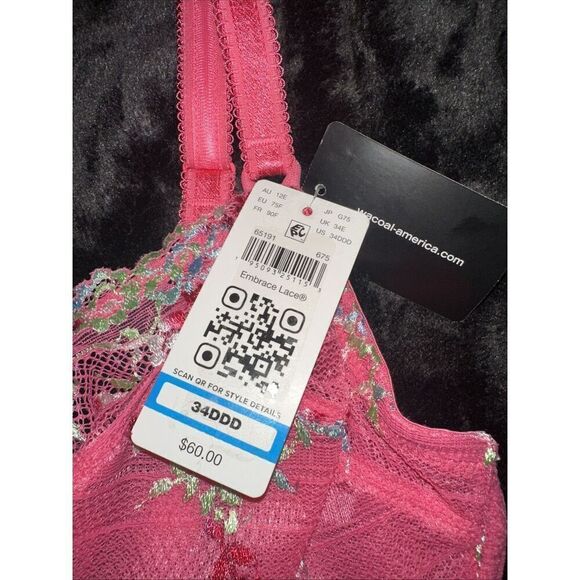 AU 12E JP G75
EU 75F UK 34E
FR 90F US 34DDD
65191 675
Embrace Lace®
SCAN QR FOR STYLE DETAILS
34DDD
$60.00
wacoal-america.com